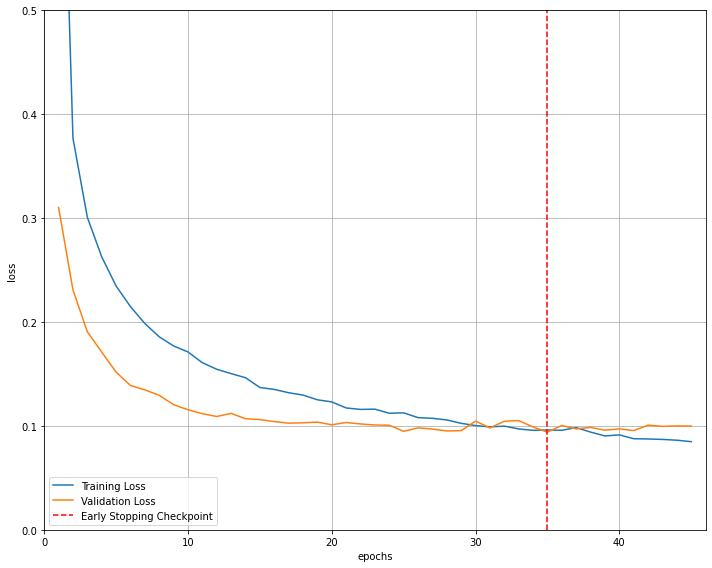 0.5
0.4
0.3
0.2
0.1
0.0
loss
Training Loss
Validation Loss
Early Stopping Checkpoint
0 10 20 30 40
epochs